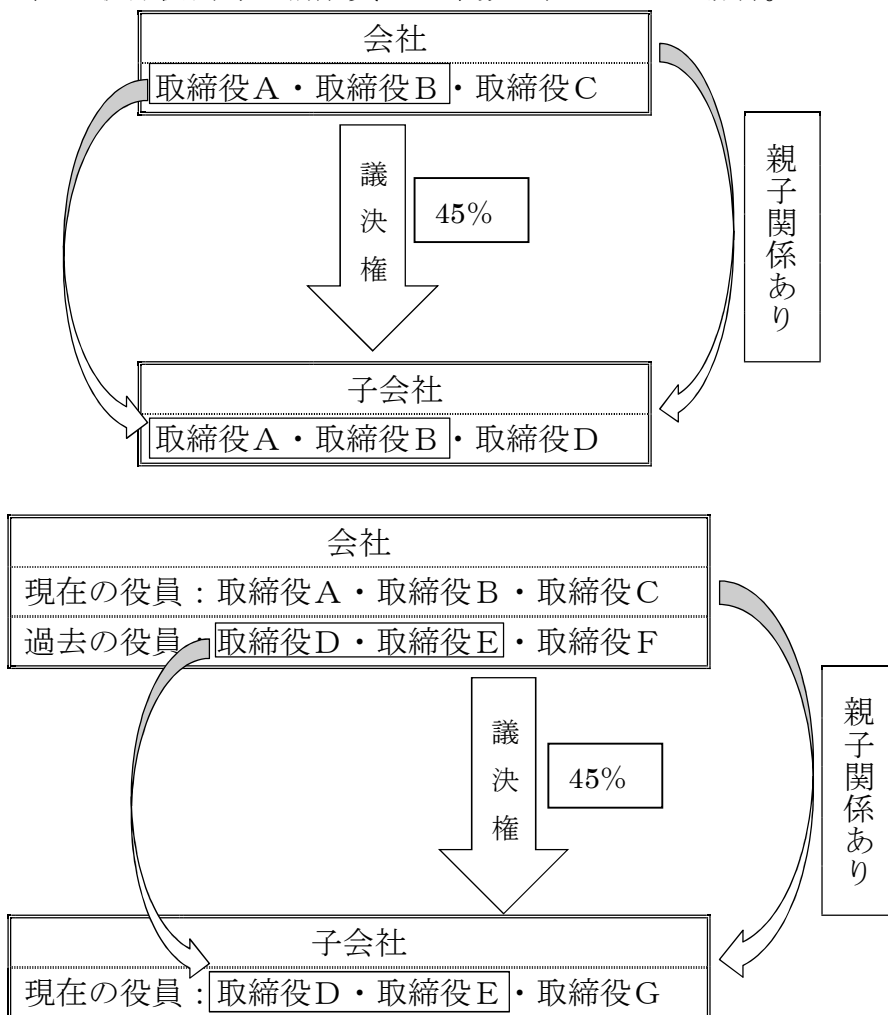 会社
取締役A・取締役B・取締役C
議決権
45%
親子関係あり
子会社
取締役A・取締役B・取締役D
会社
現在の役員:取締役A・取締役B・取締役C
過去の役員:取締役D・取締役E・取締役F
議決権
45%
親子関係あり
子会社
現在の役員:取締役D・取締役E・取締役G